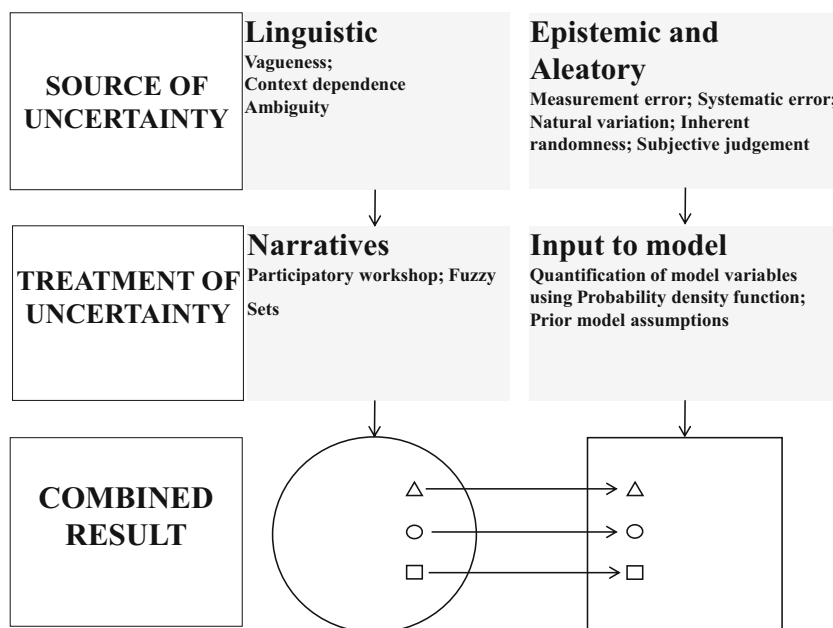 SOURCE OF
UNCERTAINTY
Linguistic
Vagueness;
Context dependence
Ambiguity
Epistemic and
Aleatory
Measurement error; Systematic error;
Natural variation; Inherent
randomness; Subjective judgement
TREATMENT OF
UNCERTAINTY
Narratives
Participatory workshop; Fuzzy
Sets
Input to model
Quantification of model variables
using Probability density function;
Prior model assumptions
COMBINED
RESULT